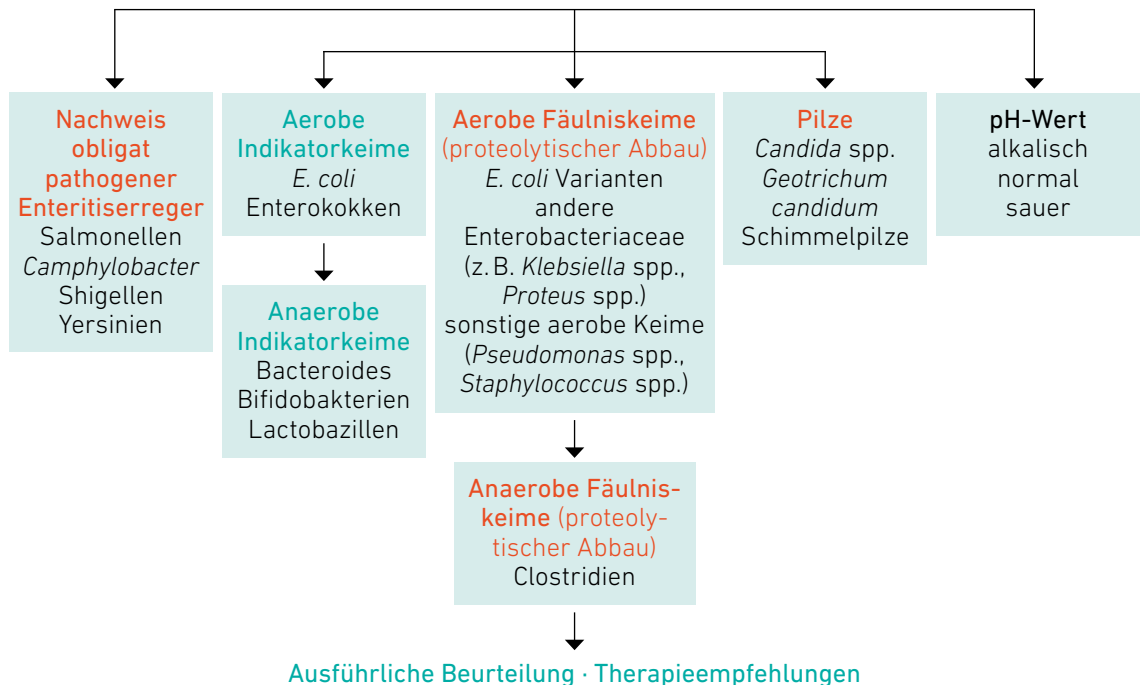 Nachweis
obligat
pathogener
Enteritiserreger
Salmonellen
Camphylobacter
Shigellen
Yersinien
Aerobe
Indikatorkeime
E. coli
Enterokokken
Anaerobe
Indikatorkeime
Bacteroides
Bifidobakterien
Lactobazillen
Aerobe Fäulniskeime
(proteolytischer Abbau)
E. coli Varianten
andere
Enterobacteriaceae
(z. B. Klebsiella spp.,
Proteus spp.)
sonstige aerobe Keime
(Pseudomonas spp.,
Staphylococcus spp.)
Anaerobe Fäulnis-
keime (proteoly-
tischer Abbau)
Clostridien
Pilze
Candida spp.
Geotrichum
candidum
Schimmelpilze
pH-Wert
alkalisch
normal
sauer
Ausführliche Beurteilung · Therapieempfehlungen